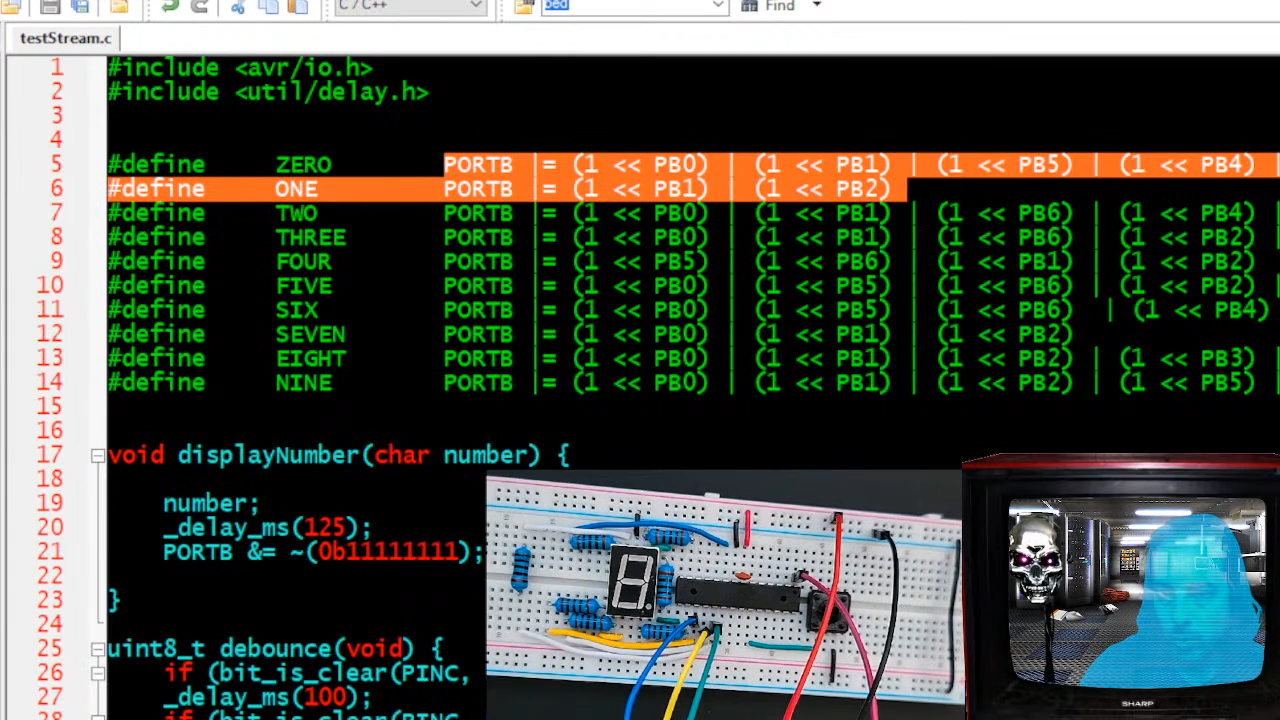 C/C++ bed Find
testStream.c
1 #include <avr/io.h>
2 #include <util/delay.h>
3
4
5 #define ZERO PORTB |= (1 << PB0) | (1 << PB1) | (1 << PB5) | (1 << PB4) |
6 #define ONE PORTB |= (1 << PB1) | (1 << PB2)
7 #define TWO PORTB |= (1 << PB0) | (1 << PB1) | (1 << PB6) | (1 << PB4) |
8 #define THREE PORTB |= (1 << PB0) | (1 << PB1) | (1 << PB6) | (1 << PB2) |
9 #define FOUR PORTB |= (1 << PB5) | (1 << PB6) | (1 << PB1) | (1 << PB2)
10 #define FIVE PORTB |= (1 << PB0) | (1 << PB5) | (1 << PB6) | (1 << PB2) |
11 #define SIX PORTB |= (1 << PB0) | (1 << PB5) | (1 << PB6) | (1 << PB4)
12 #define SEVEN PORTB |= (1 << PB0) | (1 << PB1) | (1 << PB2)
13 #define EIGHT PORTB |= (1 << PB0) | (1 << PB1) | (1 << PB2) | (1 << PB3) |
14 #define NINE PORTB |= (1 << PB0) | (1 << PB1) | (1 << PB2) | (1 << PB5) |
15
16
17 void displayNumber(char number) {
18
19 number;
20 _delay_ms(125);
21 PORTB &= ~(0b11111111);
22
23 }
24
25 uint8_t debounce(void) {
26 if (bit_is_clear(PINC,
27 _delay_ms(100);
28 if (bit_is_clear(PINC
SHARP